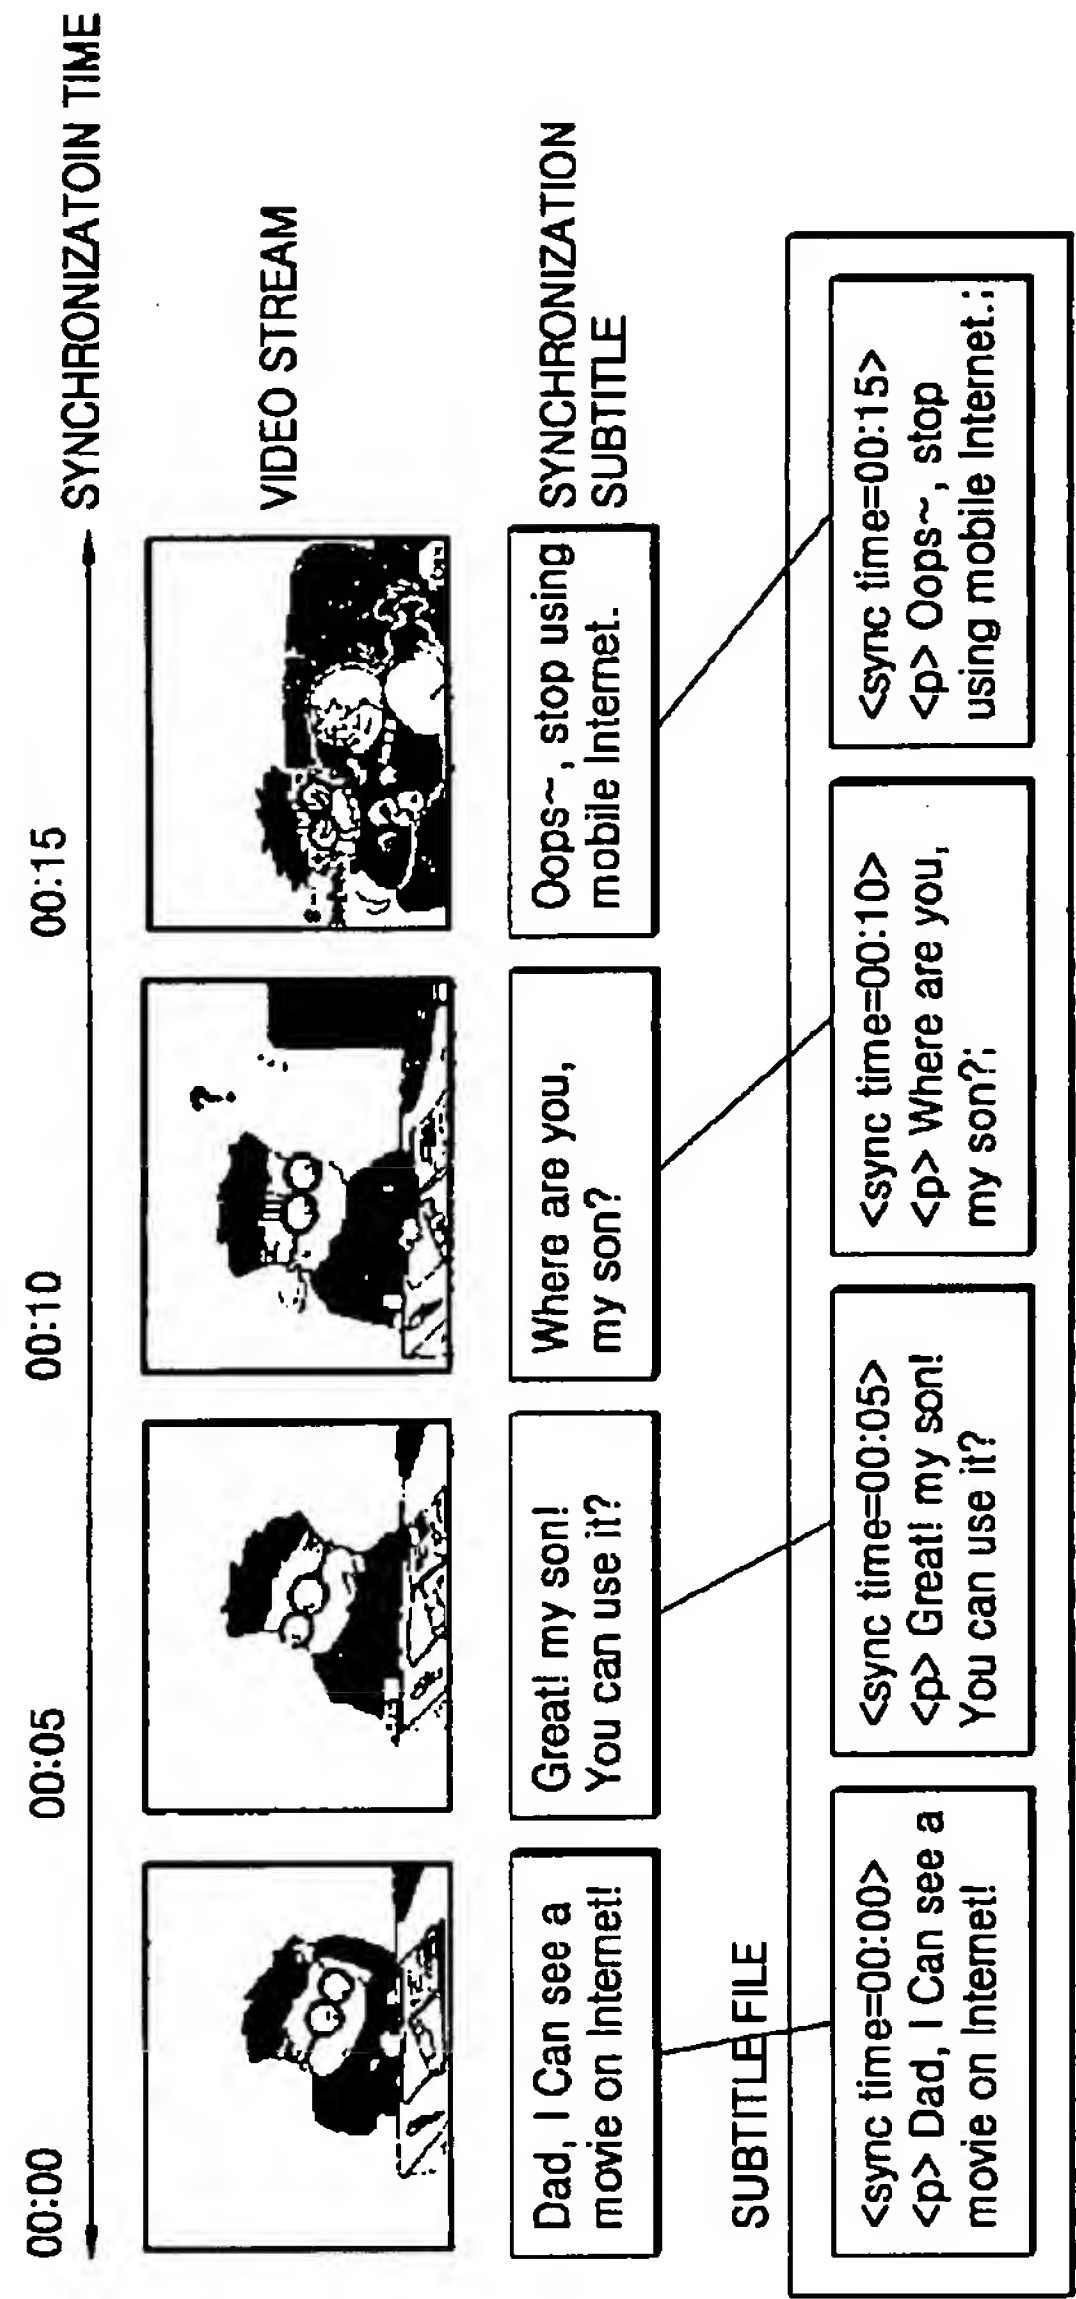 00:00
00:05
00:10
00:15
SYNCHRONIZATOIN TIME
?
VIDEO STREAM
Dad, I Can see a
movie on Internet!
Great! my son!
You can use it?
Where are you,
my son?
Oops~, stop using
mobile Internet.
SYNCHRONIZATION
SUBTITLE
SUBTITLE FILE
<sync time=00:00>
<p> Dad, I Can see a
movie on Internet!
<sync time=00:05>
<p> Great! my son!
You can use it?
<sync time=00:10>
<p> Where are you,
my son?;
<sync time=00:15>
<p> Oops~, stop
using mobile Internet.;